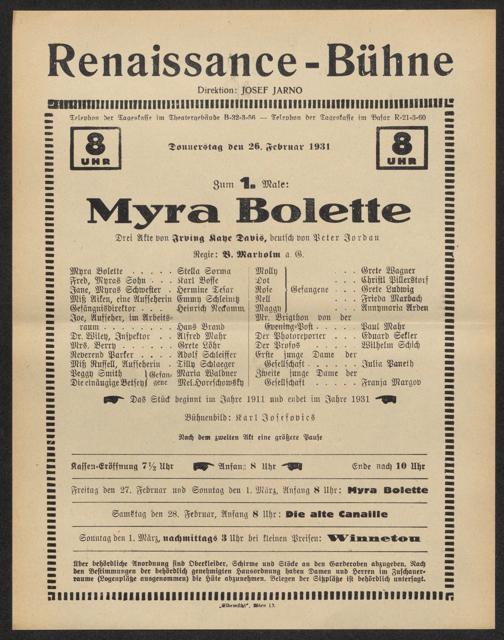 Renaissance-Bühne
Direktion: JOSEF JARNO
Telephon der Tageskasse im Theatergebäude B-32-3-56 — Telephon der Tageskasse im Basar R-21-3-60
8 UHR
Donnerstag den 26. Februar 1931
8 UHR
Zum 1. Male:
Myra Bolette
Drei Akte von Irving Kaye Davis, deutsch von Peter Jordan
Regie: B. Marholm a. G.
Myra Bolette . . . . . Stella Sorma
Fred, Myras Sohn . . . Karl Bosse
Jane, Myras Schwester . Hermine Tesar
Miß Aiken, eine Aufseherin Emmy Schleinitz
Gefängnisdirektor . . . Heinrich Neckamm
Joe, Aufseher, im Arbeits-
raum . . . . . . . Hans Brand
Dr. Wiley, Inspektor . . Alfred Mahr
Mrs. Berry . . . . . Grete Löhr
Reverend Parker . . . . Adolf Schleiffer
Miß Russell, Aufseherin . Tilly Schlaeger
Peggy Smith } Gefan- Maria Waldner
Die einäugige Betsey } gene Mel. Horeschowsky
Molly . . . Grete Wagner
Dot . . . Christl Pillerstorf
Rose Gefangene . . . Grete Ludwig
Nell . . . Frieda Marbach
Maggy . . . Annymaria Arden
Mr. Brigthon von der
Evening-Post . . . . . Paul Mahr
Der Photoreporter . . . Eduard Sekler
Der Profos . . . . . Wilhelm Schich
Erste junge Dame der
Gesellschaft . . . . . Julia Paneth
Zweite junge Dame der
Gesellschaft . . . . . Franja Margov
Das Stück beginnt im Jahre 1911 und endet im Jahre 1931
Bühnenbild: Karl Josefovics
Nach dem zweiten Akt eine größere Pause
Kassen-Eröffnung 7½ Uhr Anfang 8 Uhr Ende nach 10 Uhr
Freitag den 27. Februar und Sonntag den 1. März, Anfang 8 Uhr: Myra Bolette
Samstag den 28. Februar, Anfang 8 Uhr: Die alte Canaille
Sonntag den 1. März, nachmittags 3 Uhr bei kleinen Preisen: Winnetou
Über behördliche Anordnung sind Oberkleider, Schirme und Stöcke an den Garderoben abzugeben. Nach
den Bestimmungen der behördlich genehmigten Hausordnung haben Damen und Herren im Zuschauer-
raume (Logenplätze ausgenommen) die Hüte abzunehmen. Belegen der Sitzplätze ist behördlich untersagt.
„Elbemühl“, Wien IX.